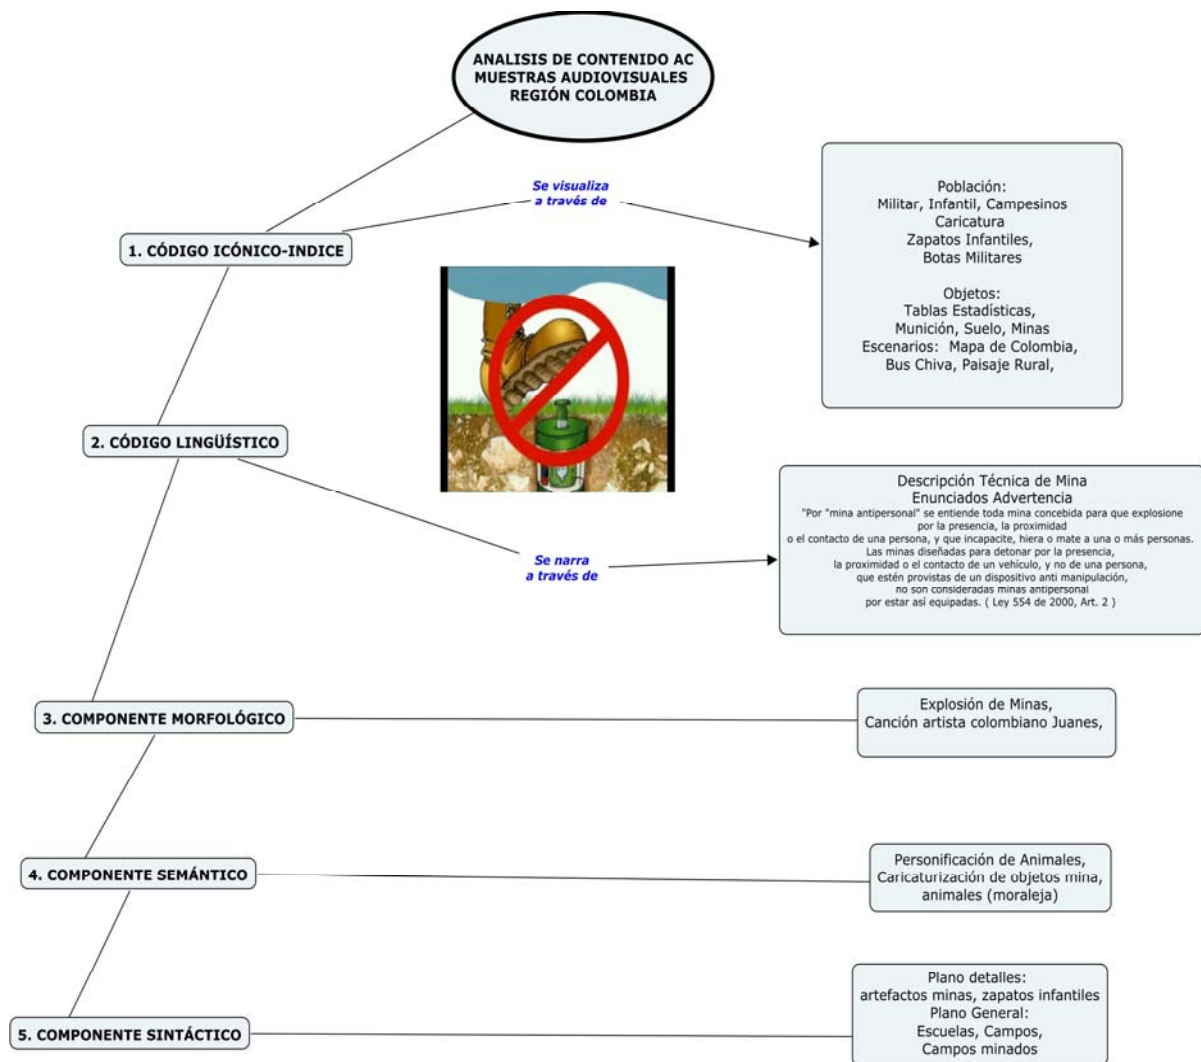 ANALISIS DE CONTENIDO AC
MUESTRAS AUDIOVISUALES
REGIÓN COLOMBIA
Se visualiza
a través de
1. CÓDIGO ICÓNICO-INDICE
Población:
Militar, Infantil, Campesinos
Caricatura
Zapatos Infantiles,
Botas Militares
Objetos:
Tablas Estadísticas,
Munición, Suelo, Minas
Escenarios: Mapa de Colombia,
Bus Chiva, Paisaje Rural,
2. CÓDIGO LINGÜÍSTICO
Se narra
a través de
Descripción Técnica de Mina
Enunciados Advertencia
"Por "mina antipersonal" se entiende toda mina concebida para que explosione
por la presencia, la proximidad
o el contacto de una persona, y que incapacite, hiera o mate a una o más personas.
Las minas diseñadas para detonar por la presencia,
la proximidad o el contacto de un vehículo, y no de una persona,
que estén provistas de un dispositivo anti manipulación,
no son consideradas minas antipersonal
por estar así equipadas. ( Ley 554 de 2000, Art. 2 )
3. COMPONENTE MORFOLÓGICO
Explosión de Minas,
Canción artista colombiano Juanes,
4. COMPONENTE SEMÁNTICO
Personificación de Animales,
Caricaturización de objetos mina,
animales (moraleja)
5. COMPONENTE SINTÁCTICO
Plano detalles:
artefactos minas, zapatos infantiles
Plano General:
Escuelas, Campos,
Campos minados